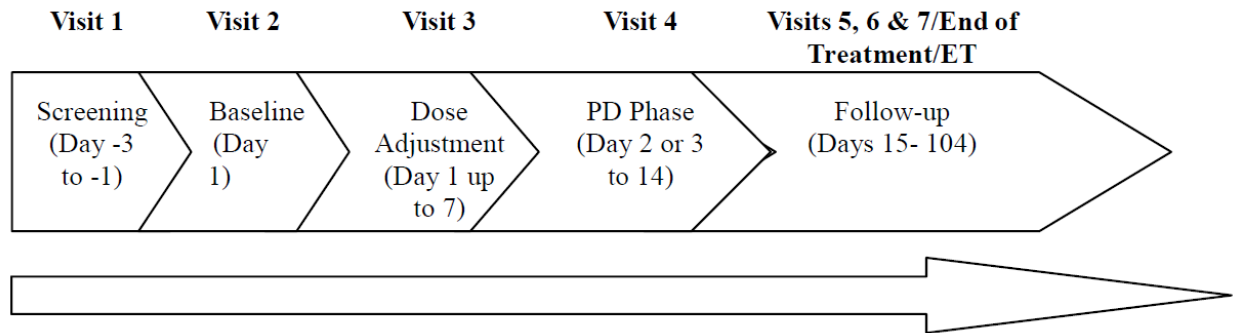 Visit 1
Visit 2
Visit 3
Visit 4
Visits 5, 6 & 7/End of
Treatment/ET
Screening
(Day -3
to -1)
Baseline
(Day
1)
Dose
Adjustment
(Day 1 up
to 7)
PD Phase
(Day 2 or 3
to 14)
Follow-up
(Days 15- 104)